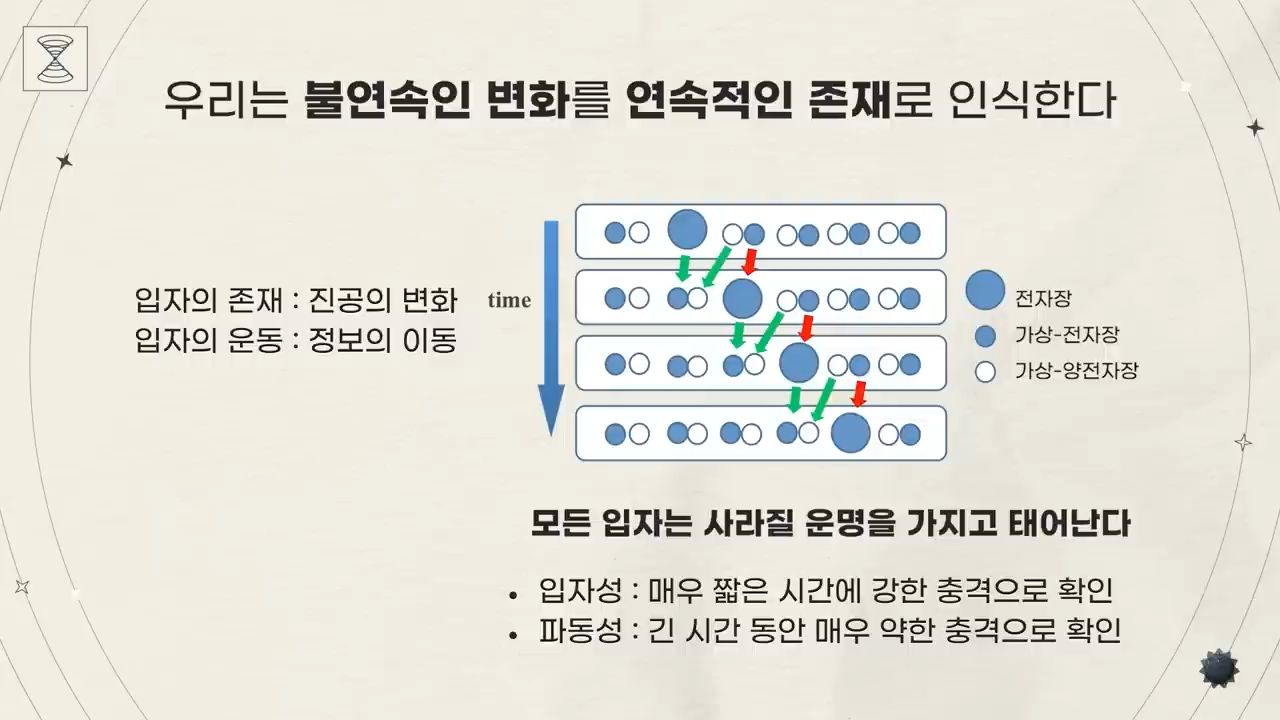 우리는 불연속인 변화를 연속적인 존재로 인식한다
입자의 존재 : 진공의 변화
입자의 운동 : 정보의 이동
time
전자장
가상-전자장
가상-양전자장
모든 입자는 사라질 운명을 가지고 태어난다
• 입자성 : 매우 짧은 시간에 강한 충격으로 확인
• 파동성 : 긴 시간 동안 매우 약한 충격으로 확인